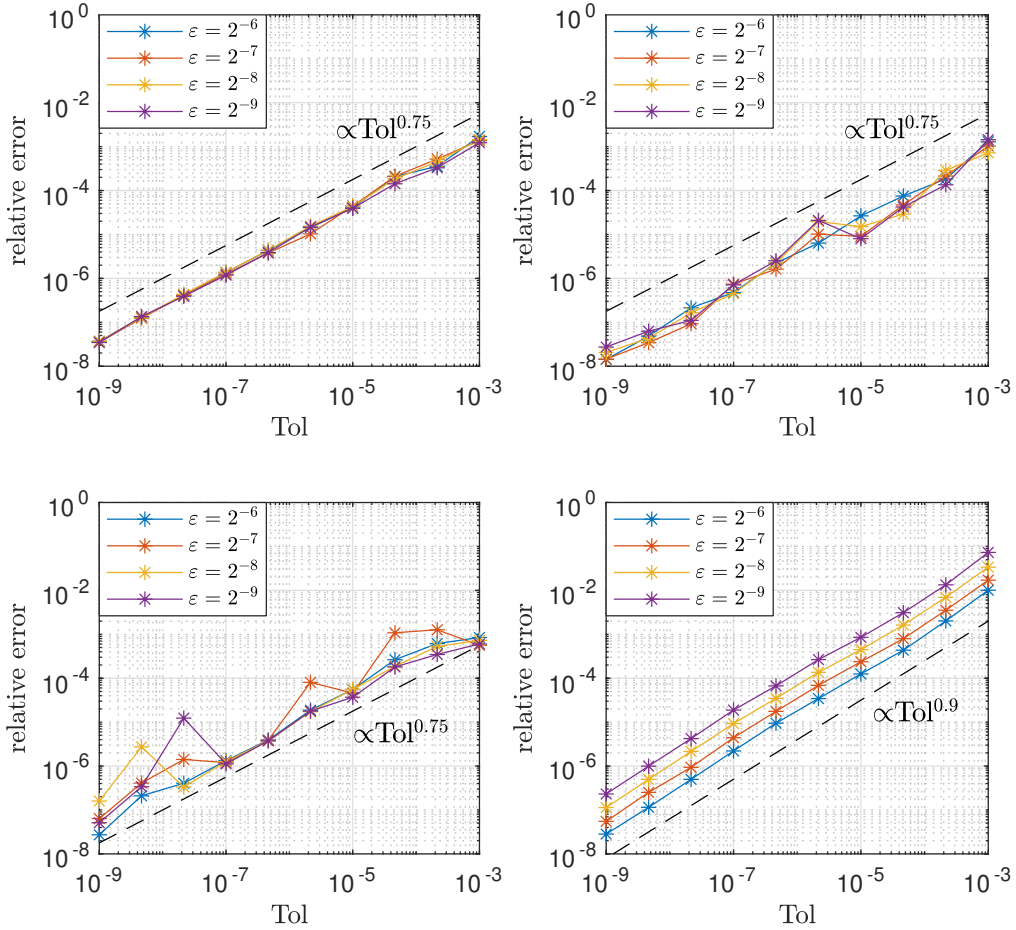 10^0
10^-2
10^-4
10^-6
10^-8
relative error
ε = 2^−6
ε = 2^−7
ε = 2^−8
ε = 2^−9
∝Tol^0.75
10^-9
10^-7
10^-5
10^-3
Tol
10^0
10^-2
10^-4
10^-6
10^-8
relative error
ε = 2^−6
ε = 2^−7
ε = 2^−8
ε = 2^−9
∝Tol^0.75
10^-9
10^-7
10^-5
10^-3
Tol
10^0
10^-2
10^-4
10^-6
10^-8
relative error
ε = 2^−6
ε = 2^−7
ε = 2^−8
ε = 2^−9
∝Tol^0.75
10^-9
10^-7
10^-5
10^-3
Tol
10^0
10^-2
10^-4
10^-6
10^-8
relative error
ε = 2^−6
ε = 2^−7
ε = 2^−8
ε = 2^−9
∝Tol^0.9
10^-9
10^-7
10^-5
10^-3
Tol